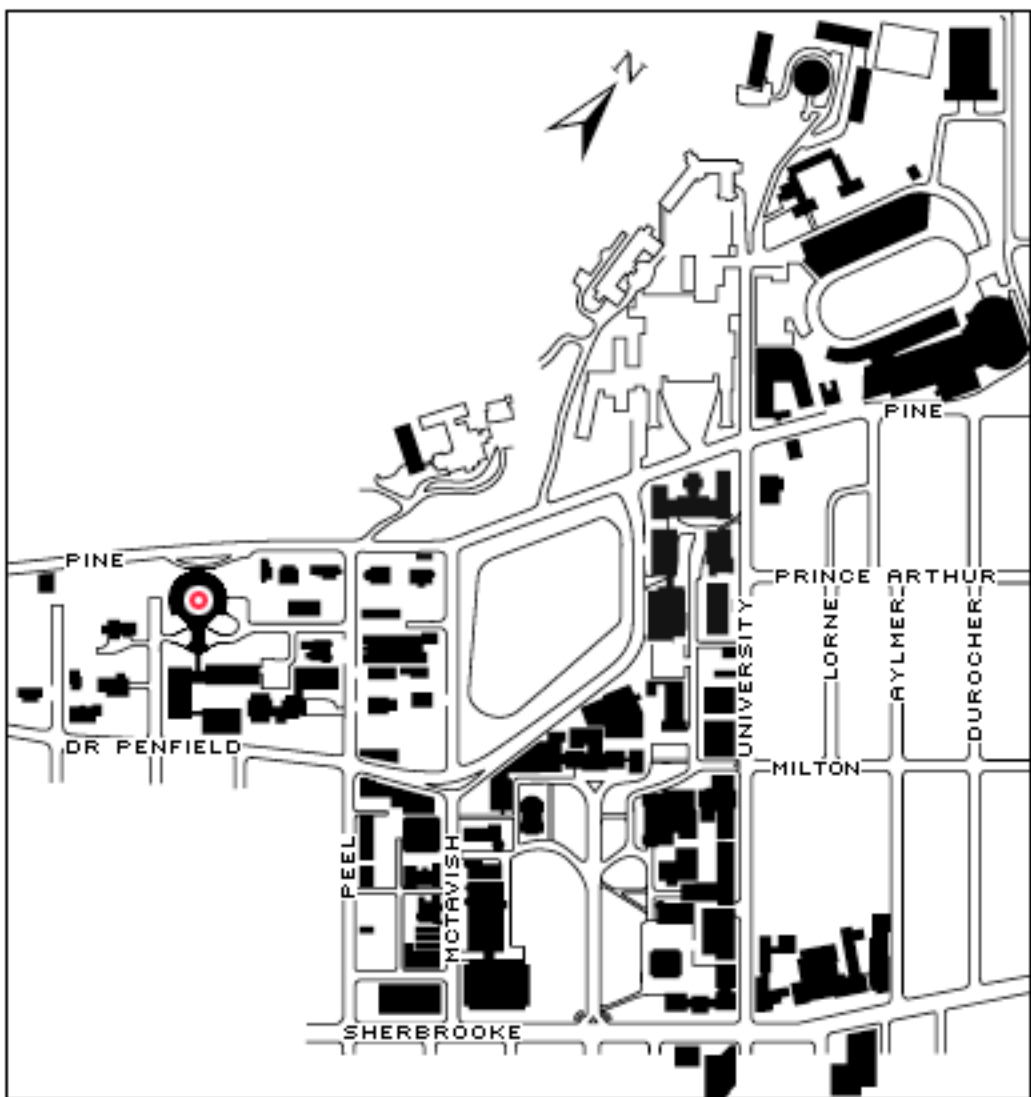 N
PINE
PINE
PRINCE ARTHUR
UNIVERSITY
LORNE
AYLMER
DUROCHER
DR PENFIELD
MILTON
PEEL
MCTAVISH
SHERBROOKE